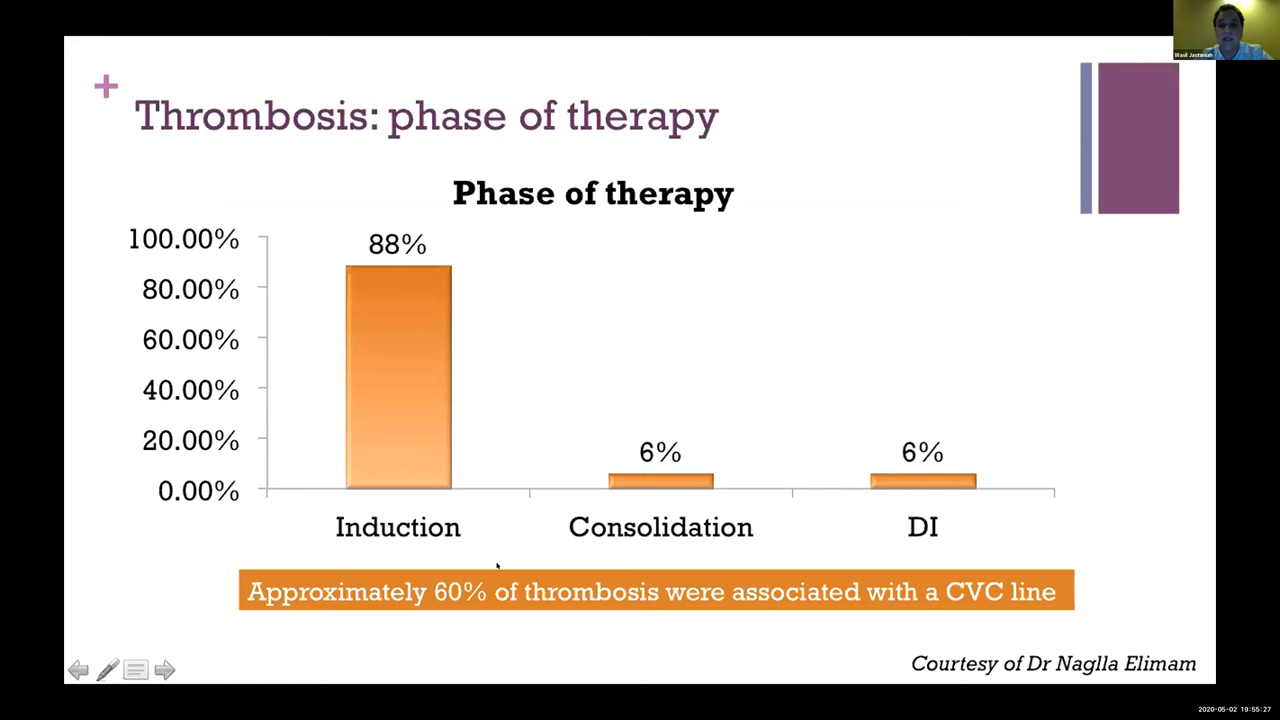 Wasil Jastaniah
+
Thrombosis: phase of therapy
Phase of therapy
100.00%
80.00%
60.00%
40.00%
20.00%
0.00%
88%
6%
6%
Induction
Consolidation
DI
Approximately 60% of thrombosis were associated with a CVC line
Courtesy of Dr Naglla Elimam
2020-05-02 19:55:27